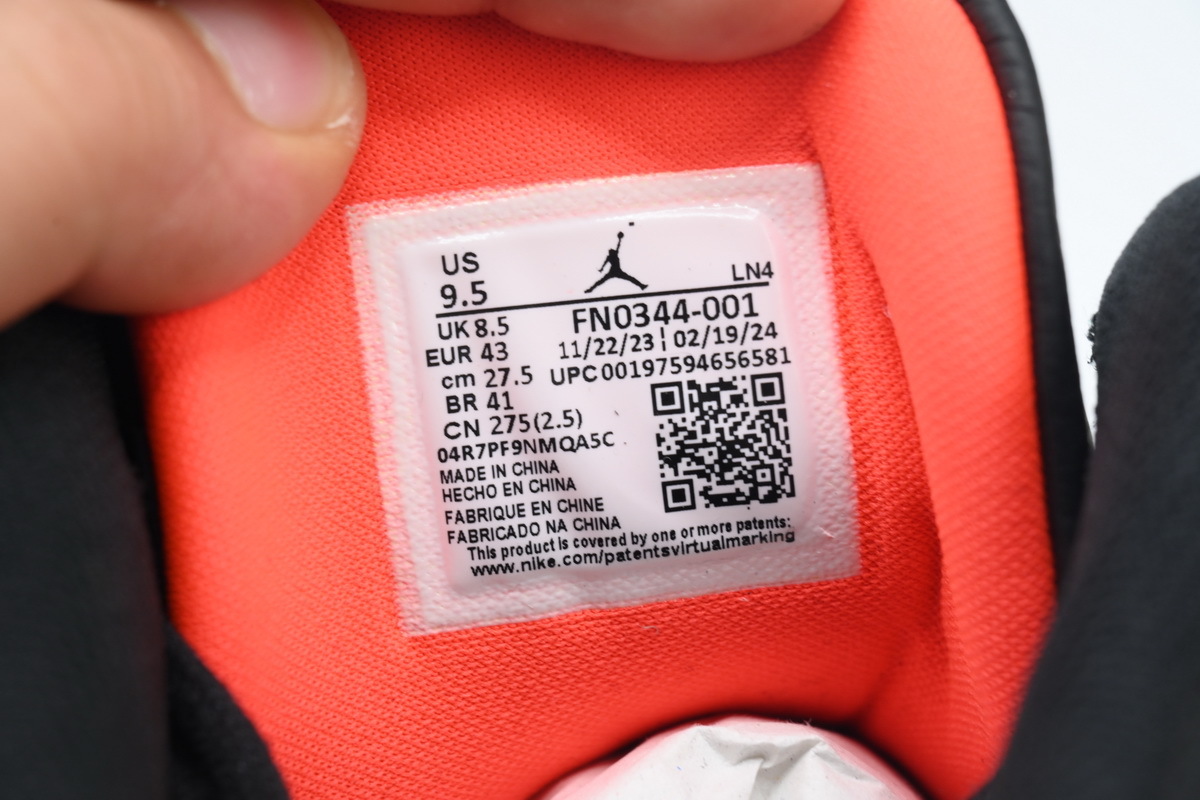 US
9.5
LN4
UK 8.5
FN0344-001
EUR 43
11/22/23 ¦ 02/19/24
cm 27.5
UPC00197594656581
BR 41
CN 275(2.5)
04R7PF9NMQA5C
MADE IN CHINA
HECHO EN CHINA
FABRIQUE EN CHINE
FABRICADO NA CHINA
This product is covered by one or more patents:
www.nike.com/patentsvirtualmarking